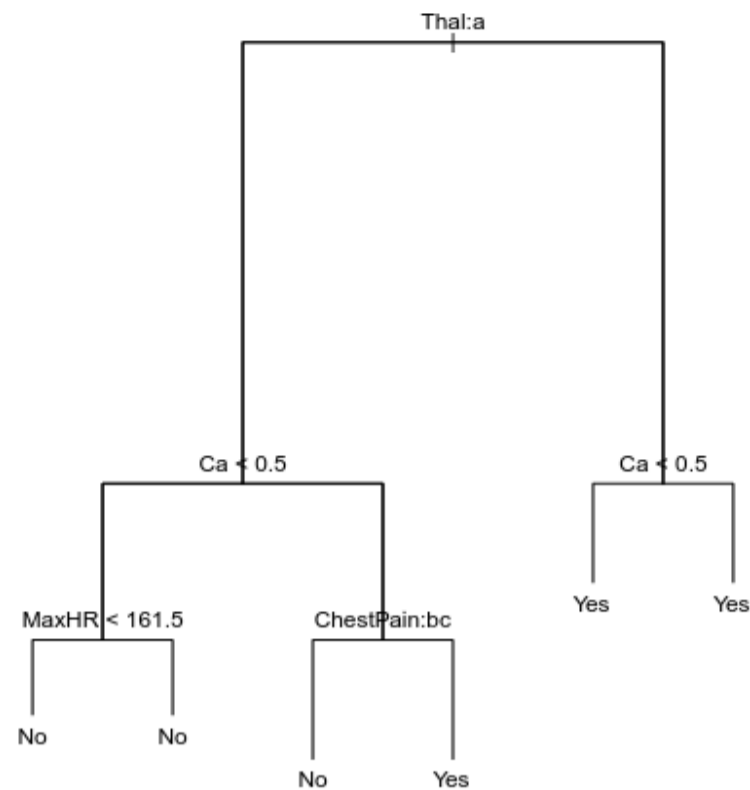 Thal:a
Ca < 0.5
Ca < 0.5
Yes
Yes
MaxHR < 161.5
ChestPain:bc
No
No
No
Yes